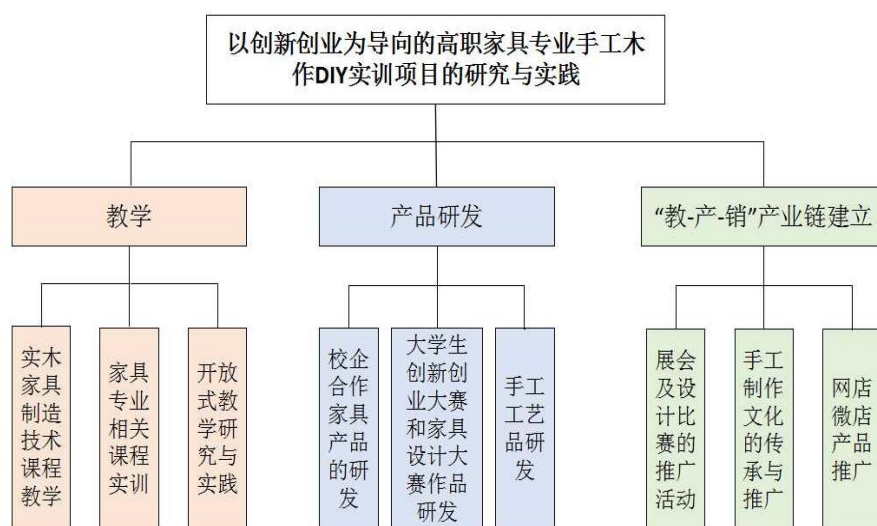 以创新创业为导向的高职家具专业手工木
作DIY实训项目的研究与实践
教学
产品研发
“教-产-销”产业链建立
实木
家具
制造
技术
课程
教学
家具
专业
相关
课程
实训
开放
式教
学研
究与
实践
校企
合作
家具
产品
的研
发
大学生
创新创
业大赛
和家具
设计大
赛作品
研发
手工
工艺
品研
发
展会
及设
计比
赛的
推广
活动
手工
制作
文化
的传
承与
推广
网店
微店
产品
推广